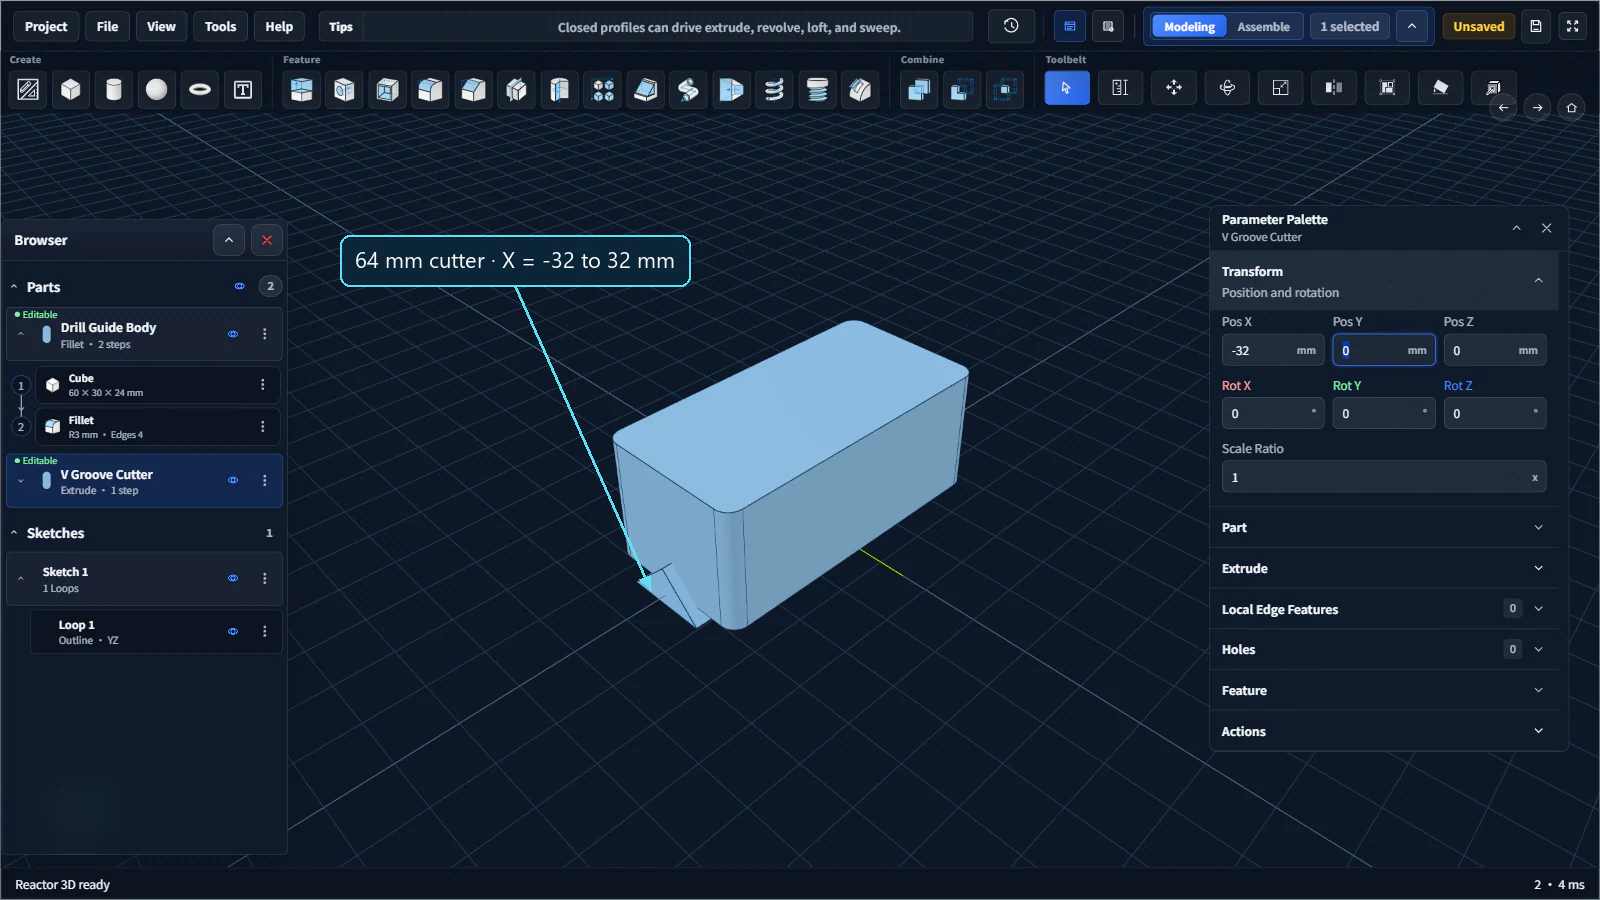 Project File View Tools Help Tips Closed profiles can drive extrude, revolve, loft, and sweep. Modeling Assemble 1 selected Unsaved
Create Feature Combine Toolbelt
64 mm cutter · X = -32 to 32 mm
Browser
Parts 2
Editable
Drill Guide Body
Fillet • 2 steps
1 Cube
60 × 30 × 24 mm
2 Fillet
R3 mm • Edges 4
Editable
V Groove Cutter
Extrude • 1 step
Sketches 1
Sketch 1
1 Loops
Loop 1
Outline • YZ
Parameter Palette
V Groove Cutter
Transform
Position and rotation
Pos X Pos Y Pos Z
-32 mm 0 mm 0 mm
Rot X Rot Y Rot Z
0 ° 0 ° 0 °
Scale Ratio
1 x
Part
Extrude
Local Edge Features 0
Holes 0
Feature
Actions
Reactor 3D ready 2 • 4 ms